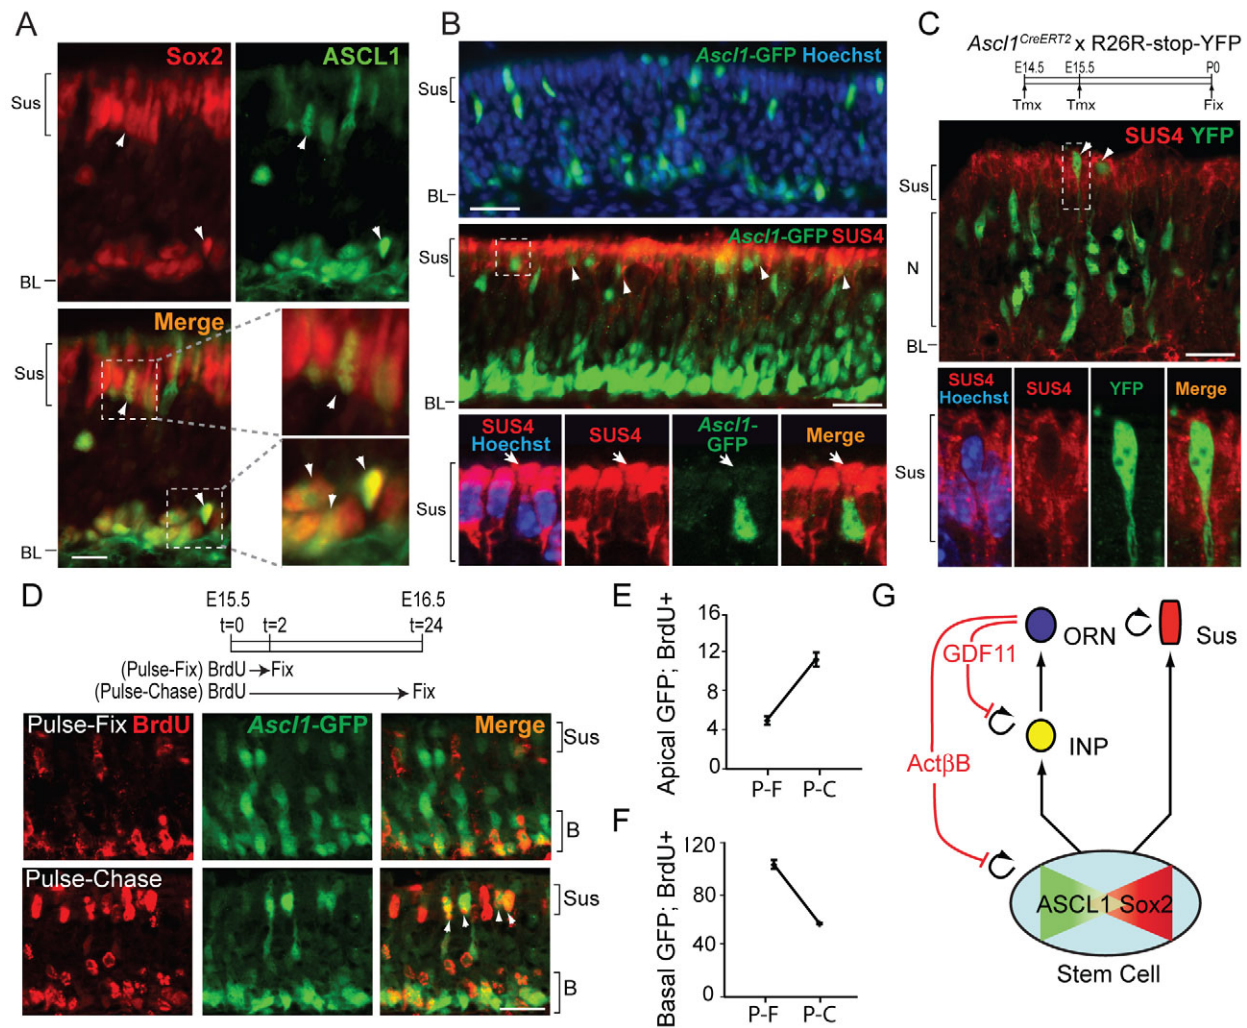 A
Sox2
ASCL1
Sus
BL
Merge
Sus
BL
B
Ascl1-GFP Hoechst
Sus
BL
Ascl1-GFP SUS4
Sus
BL
SUS4
Hoechst
SUS4
Ascl1-
GFP
Merge
Sus
C
Ascl1CreERT2 x R26R-stop-YFP
E14.5 E15.5 P0
Tmx Tmx Fix
SUS4 YFP
Sus
N
BL
SUS4
Hoechst
SUS4
YFP
Merge
Sus
D
E15.5 E16.5
t=0 t=2 t=24
(Pulse-Fix) BrdU Fix
(Pulse-Chase) BrdU Fix
Pulse-Fix BrdU
Ascl1-GFP
Merge
Sus
B
Pulse-Chase
Sus
B
E
Apical GFP; BrdU+
16
12
8
4
0
P-F P-C
F
Basal GFP; BrdU+
120
80
40
0
P-F P-C
G
ORN
Sus
GDF11
INP
ActβB
ASCL1 Sox2
Stem Cell